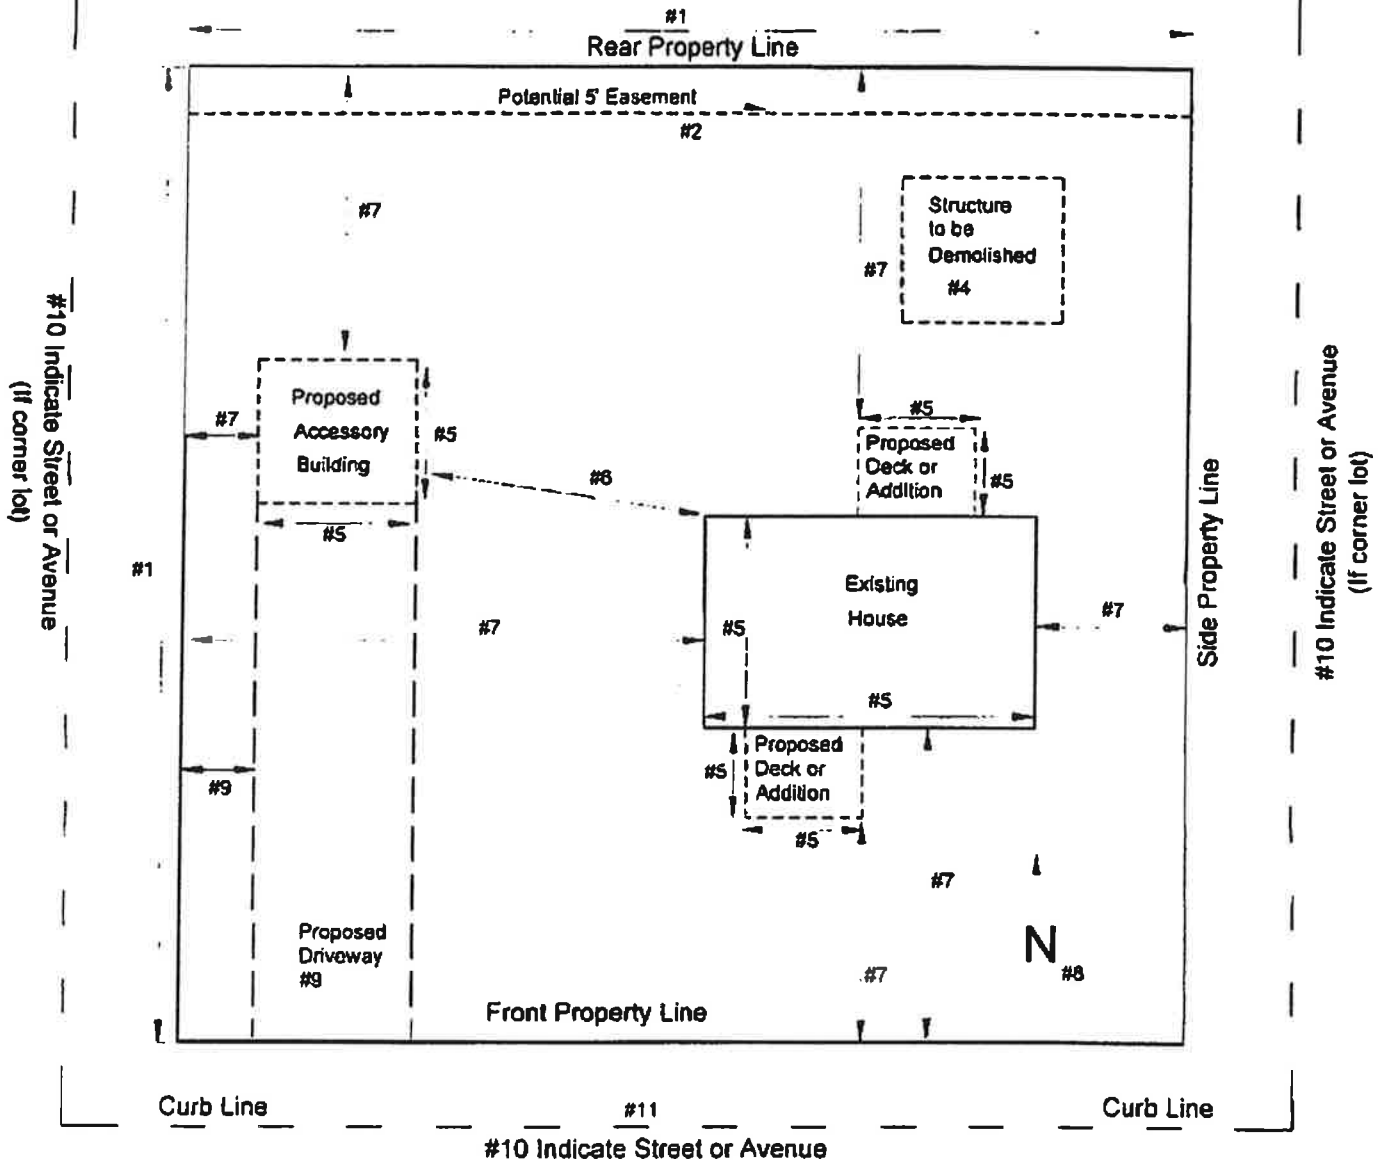 #1
Rear Property Line
Potential 5' Easement
#2
#7
Structure
to be
Demolished
#4
#7
#10 Indicate Street or Avenue
(If corner lot)
#7
Proposed
Accessory
Building
#5
#5
#6
#5
Proposed
Deck or
Addition
#5
Side Property Line
#10 Indicate Street or Avenue
(If corner lot)
#1
#7
Existing
House
#5
#7
#5
#9
#5
Proposed
Deck or
Addition
#5
#7
#7
N
#8
Proposed
Driveway
#9
Front Property Line
Curb Line
#11
Curb Line
#10 Indicate Street or Avenue